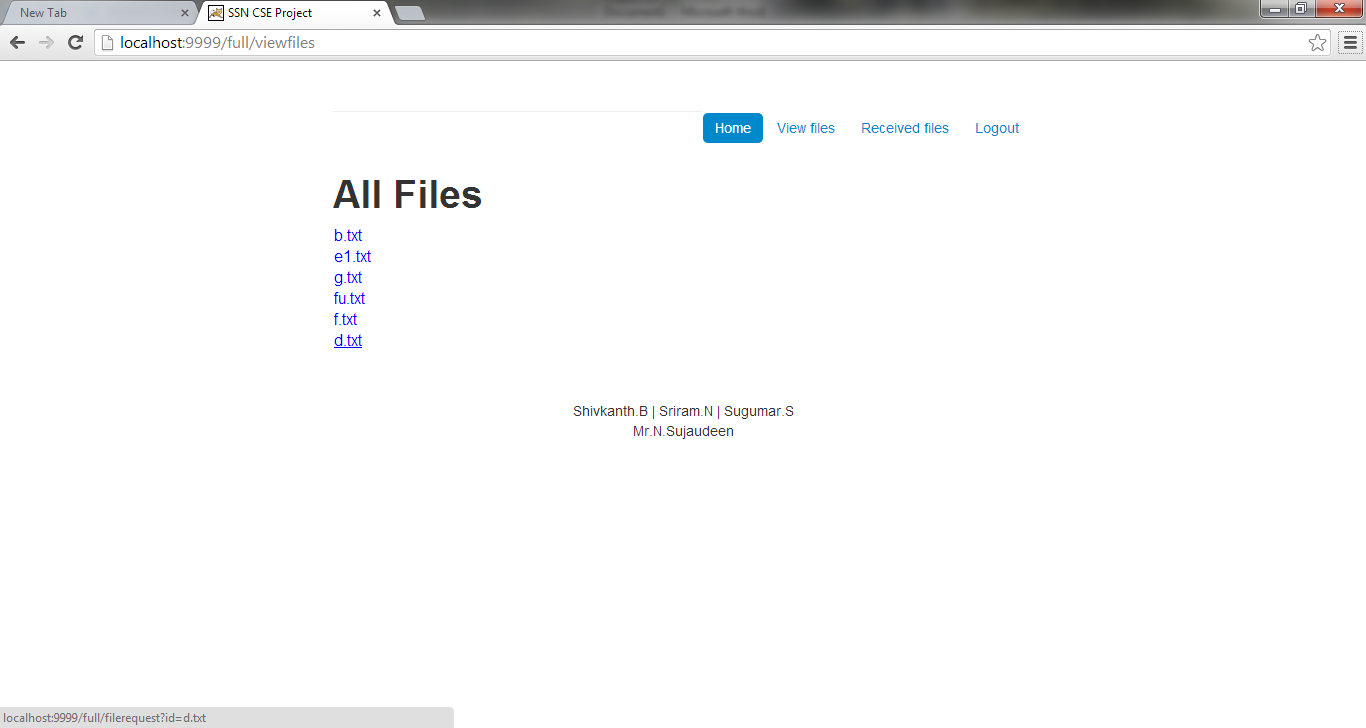 New Tab
SSN CSE Project
localhost:9999/full/viewfiles
Home View files Received files Logout
All Files
b.txt
e1.txt
g.txt
fu.txt
f.txt
d.txt
Shivkanth.B | Sriram.N | Sugumar.S
Mr.N.Sujaudeen
localhost:9999/full/filerequest?id=d.txt